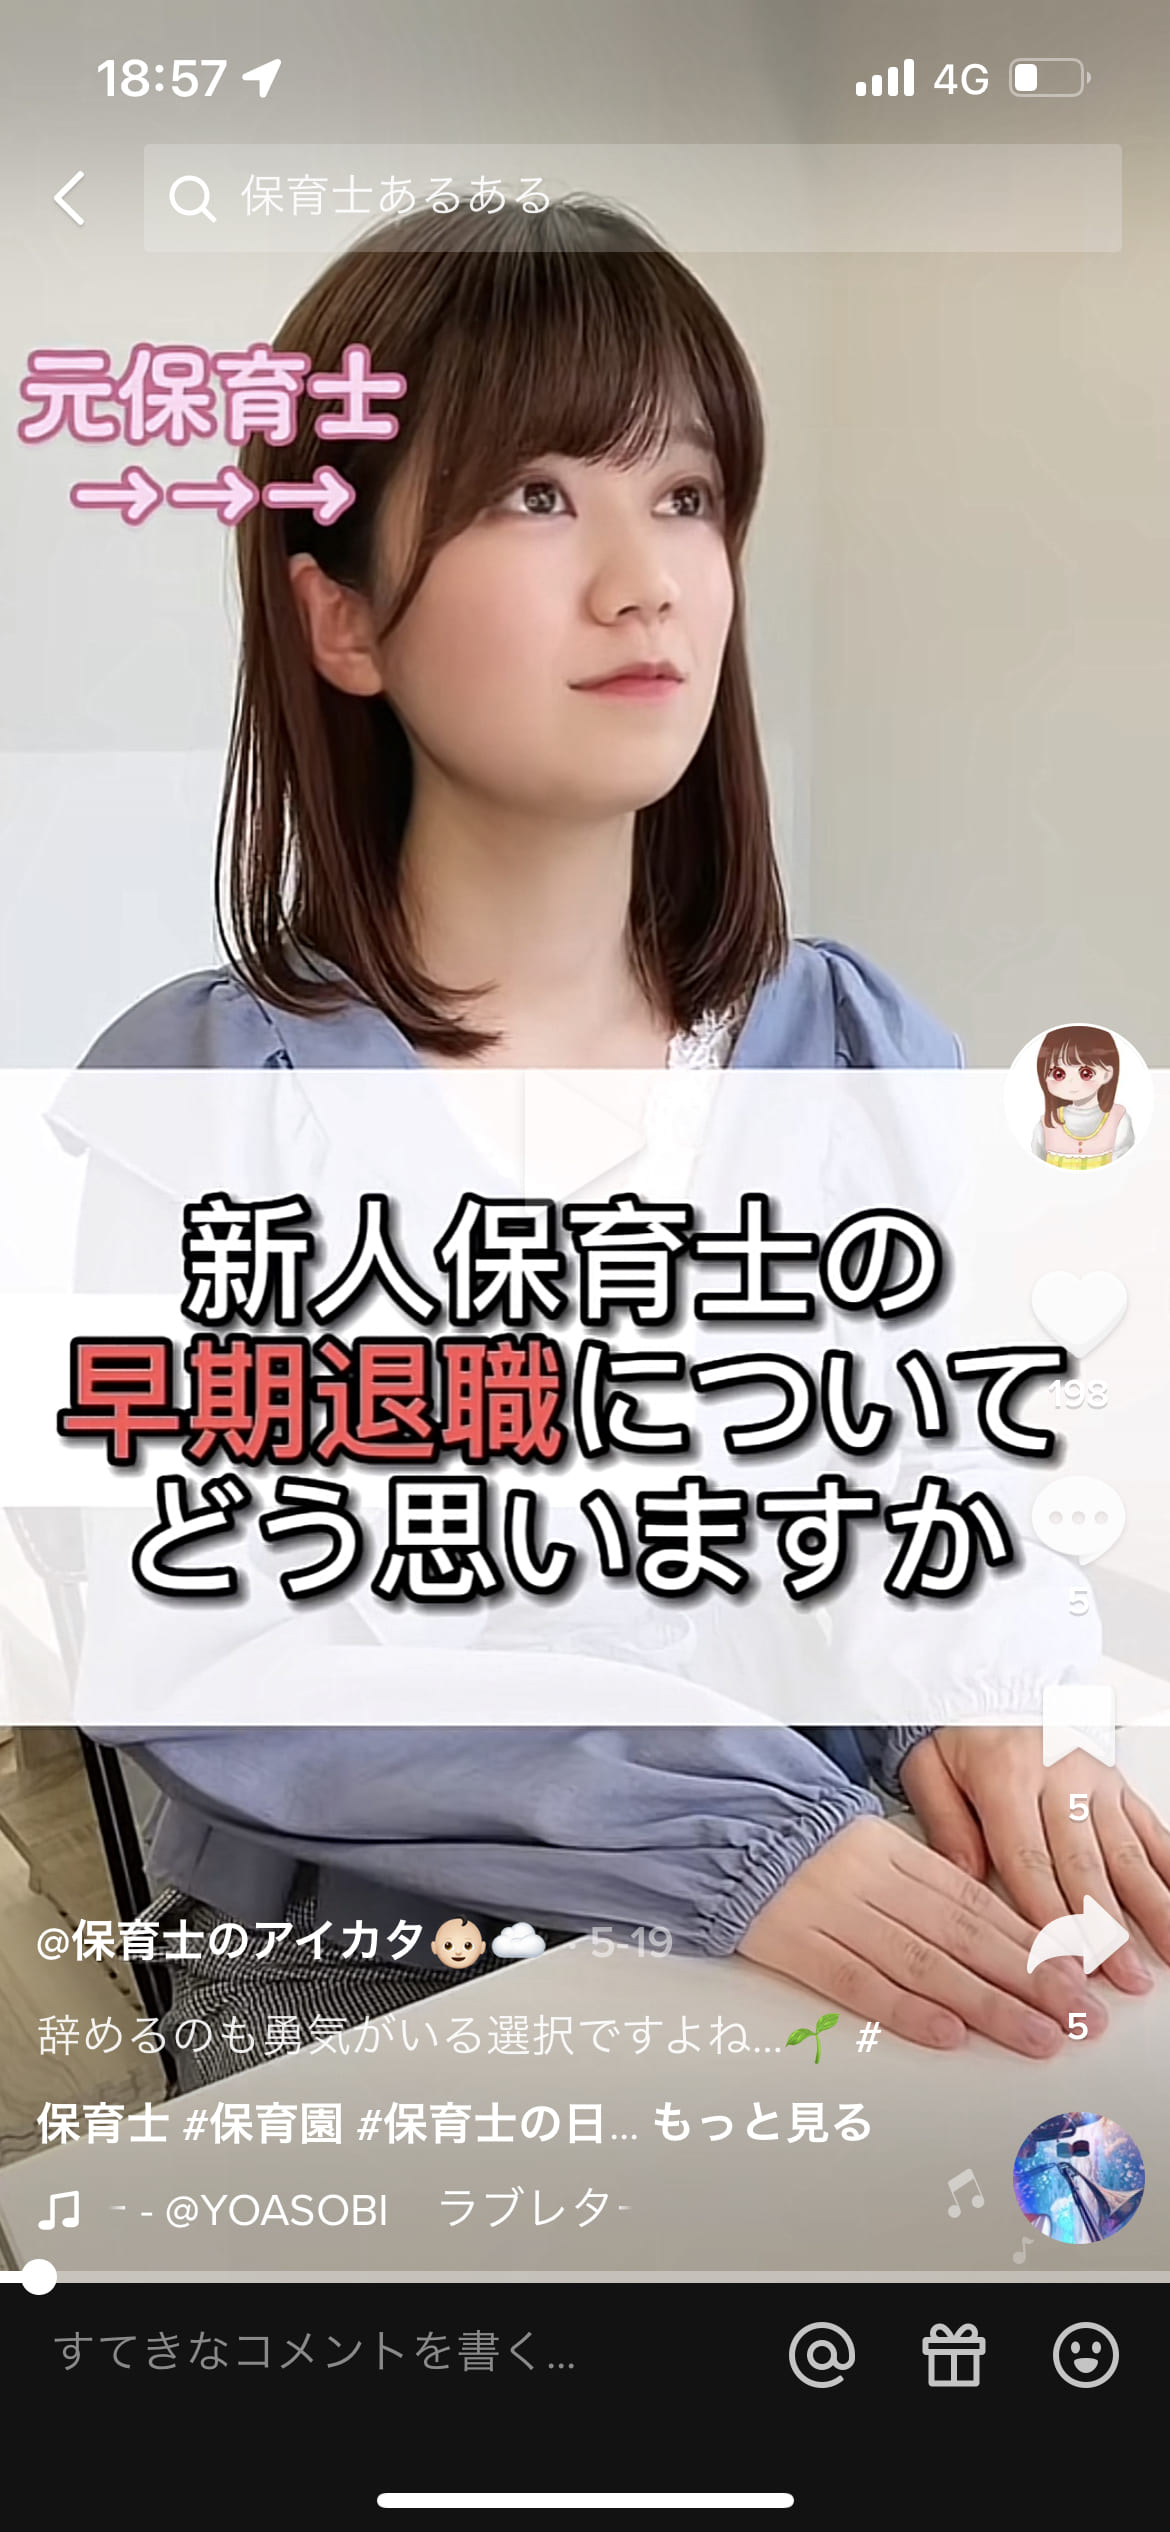 18:57
4G
保育士あるある
元保育士
→→→
新人保育士の
早期退職について
どう思いますか
198
5
5
5
@保育士のアイカタ👶🏻☁️ · 5-19
辞めるのも勇気がいる選択ですよね...🌱 #
保育士 #保育園 #保育士の日... もっと見る
- @YOASOBI ラブレタ
すてきなコメントを書く...